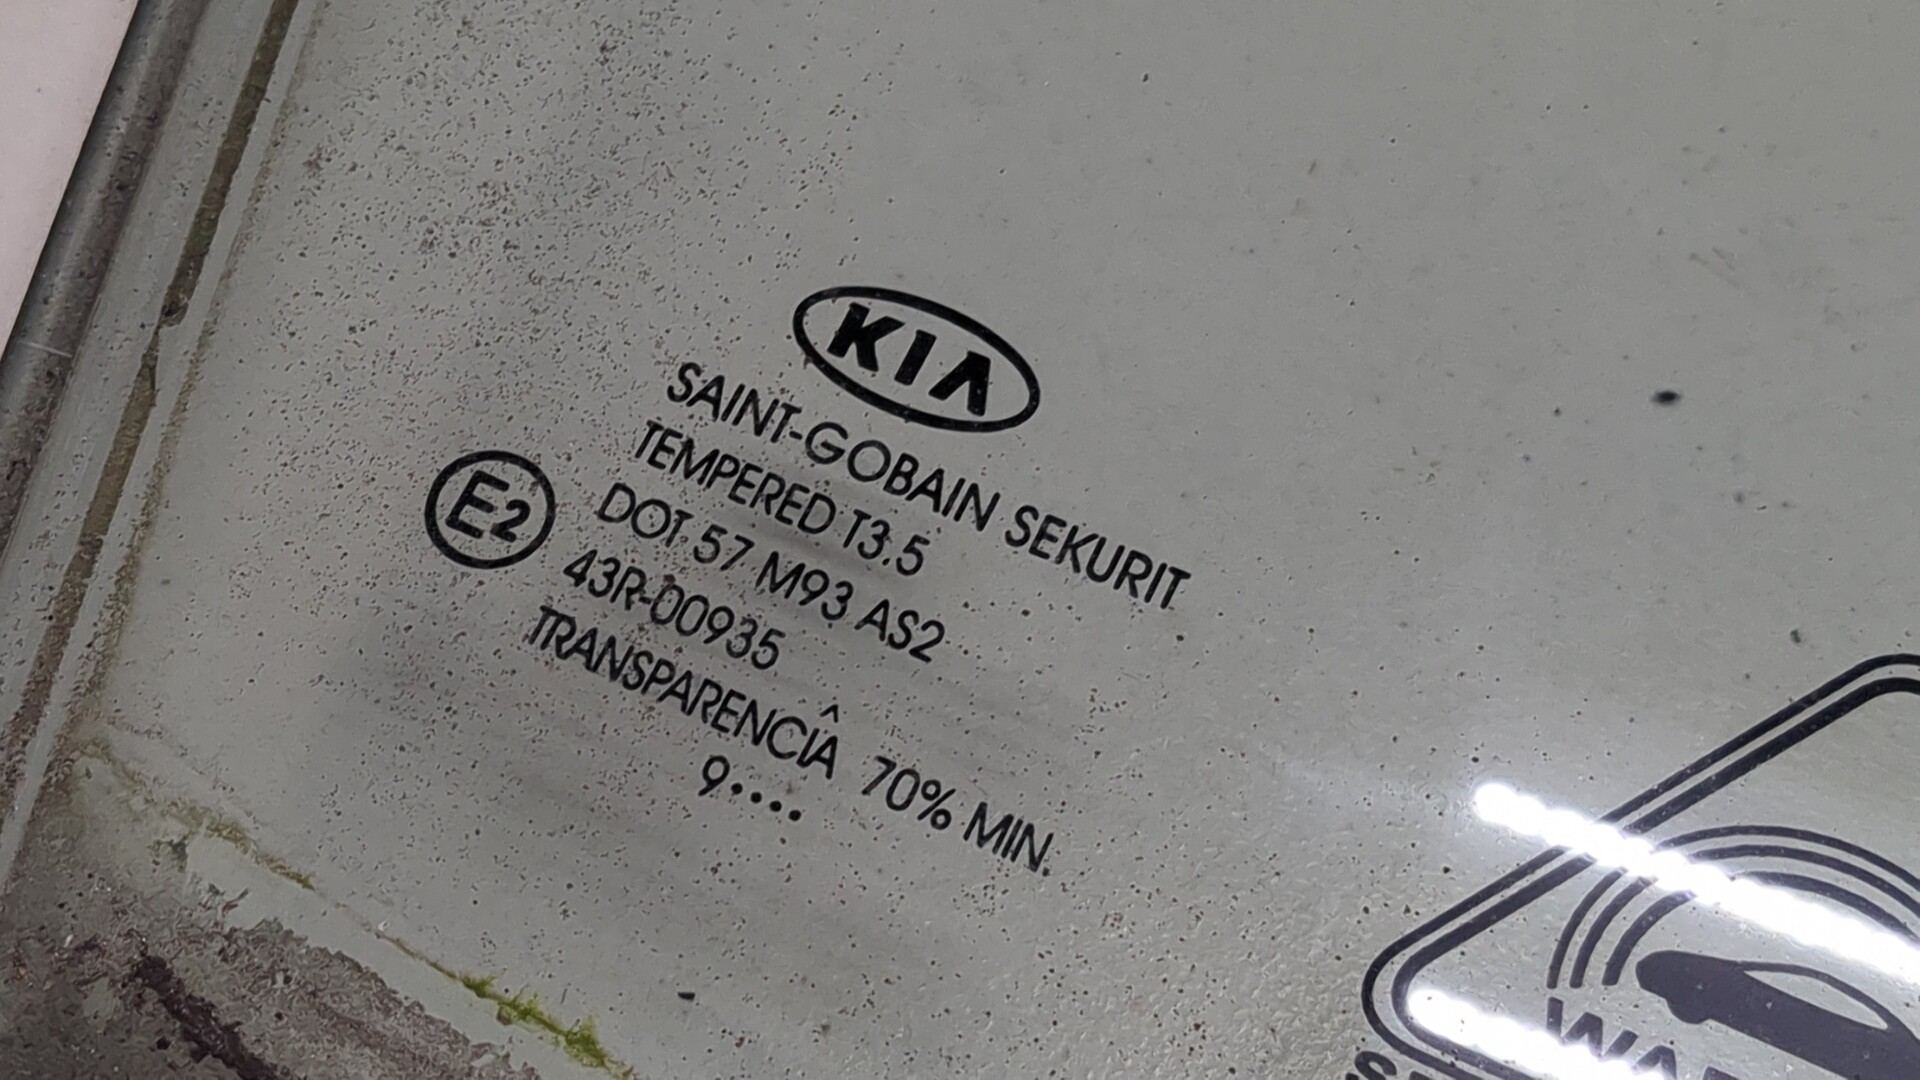 KIA
SAINT-GOBAIN SEKURIT
TEMPERED T3.5
DOT 57 M93 AS2
E2
43R-00935
TRANSPARENCIÂ 70% MIN.
9....